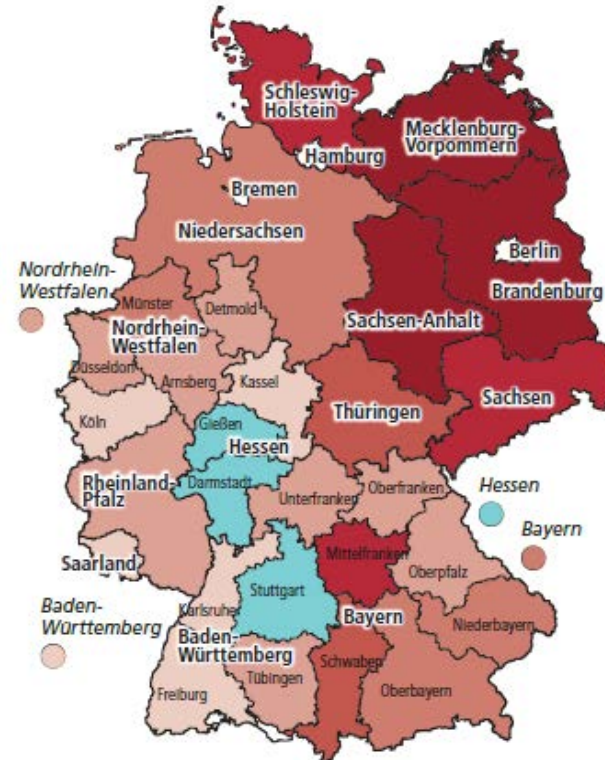 Schleswig-
Holstein
Mecklenburg-
Vorpommern
Hamburg
Bremen
Niedersachsen
Berlin
Brandenburg
Nordrhein-
Westfalen
Münster
Detmold
Nordrhein-
Westfalen
Sachsen-Anhalt
Düsseldorf
Arnsberg
Kassel
Sachsen
Thüringen
Köln
Gießen
Hessen
Rheinland-
Pfalz
Darmstadt
Unterfranken
Oberfranken
Hessen
Bayern
Saarland
Mittelfranken
Oberpfalz
Stuttgart
Karlsruhe
Baden-
Württemberg
Bayern
Niederbayern
Baden-
Württemberg
Schwaben
Tübingen
Oberbayern
Freiburg